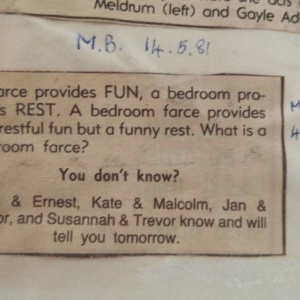 Meldrum (left) and Gayle Ad
M.B. 14.5.81
arce provides FUN, a bedroom pro-
s REST. A bedroom farce provides
restful fun but a funny rest. What is a
room farce?
You don't know?
& Ernest, Kate & Malcolm, Jan &
or, and Susannah & Trevor know and will
tell you tomorrow.
M
4